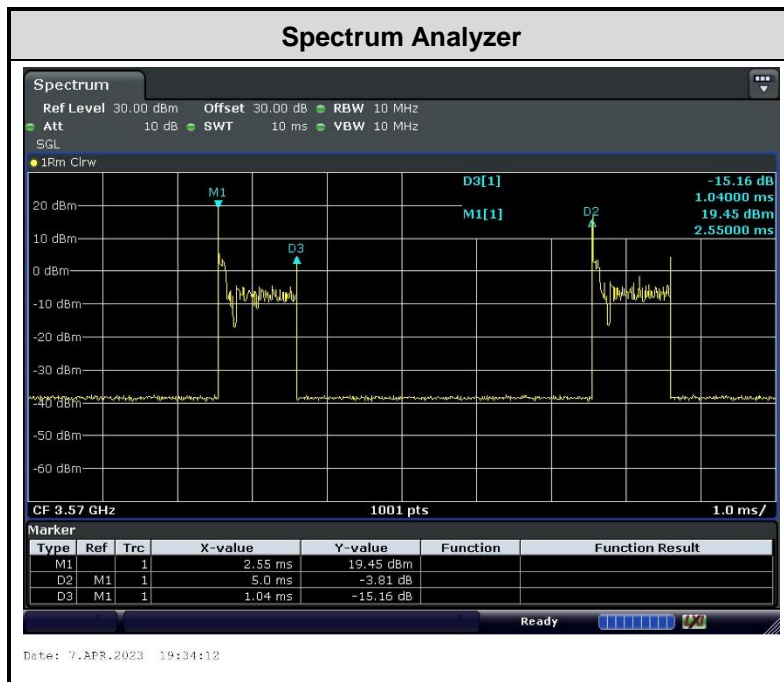 Spectrum Analyzer
Spectrum
Ref Level 30.00 dBm Offset 30.00 dB RBW 10 MHz
Att 10 dB SWT 10 ms VBW 10 MHz
SGL
1Rm Clrw
D3[1] -15.16 dB
1.04000 ms
M1[1] 19.45 dBm
2.55000 ms
M1
D2
D3
20 dBm
10 dBm
0 dBm
-10 dBm
-20 dBm
-30 dBm
-40 dBm
-50 dBm
-60 dBm
CF 3.57 GHz 1001 pts 1.0 ms/
Marker
Type Ref Trc X-value Y-value Function Function Result
M1 1 2.55 ms 19.45 dBm
D2 M1 1 5.0 ms -3.81 dB
D3 M1 1 1.04 ms -15.16 dB
Ready LXI
Date: 7.APR.2023 19:34:12